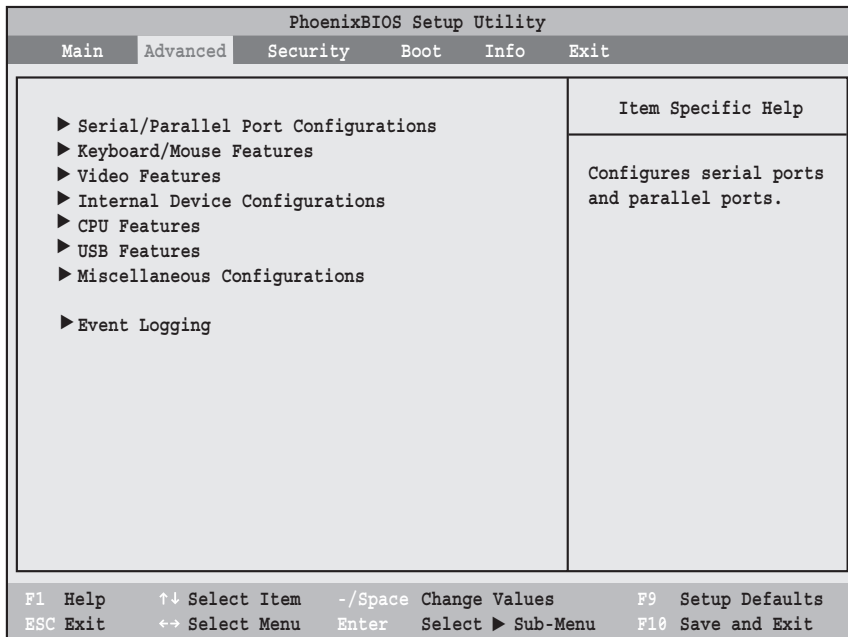 PhoenixBIOS Setup Utility
Main Advanced Security Boot Info Exit
▶ Serial/Parallel Port Configurations
▶ Keyboard/Mouse Features
▶ Video Features
▶ Internal Device Configurations
▶ CPU Features
▶ USB Features
▶ Miscellaneous Configurations
▶ Event Logging
Item Specific Help
Configures serial ports
and parallel ports.
F1 Help ↑↓ Select Item -/Space Change Values F9 Setup Defaults
ESC Exit ←→ Select Menu Enter Select ▶ Sub-Menu F10 Save and Exit